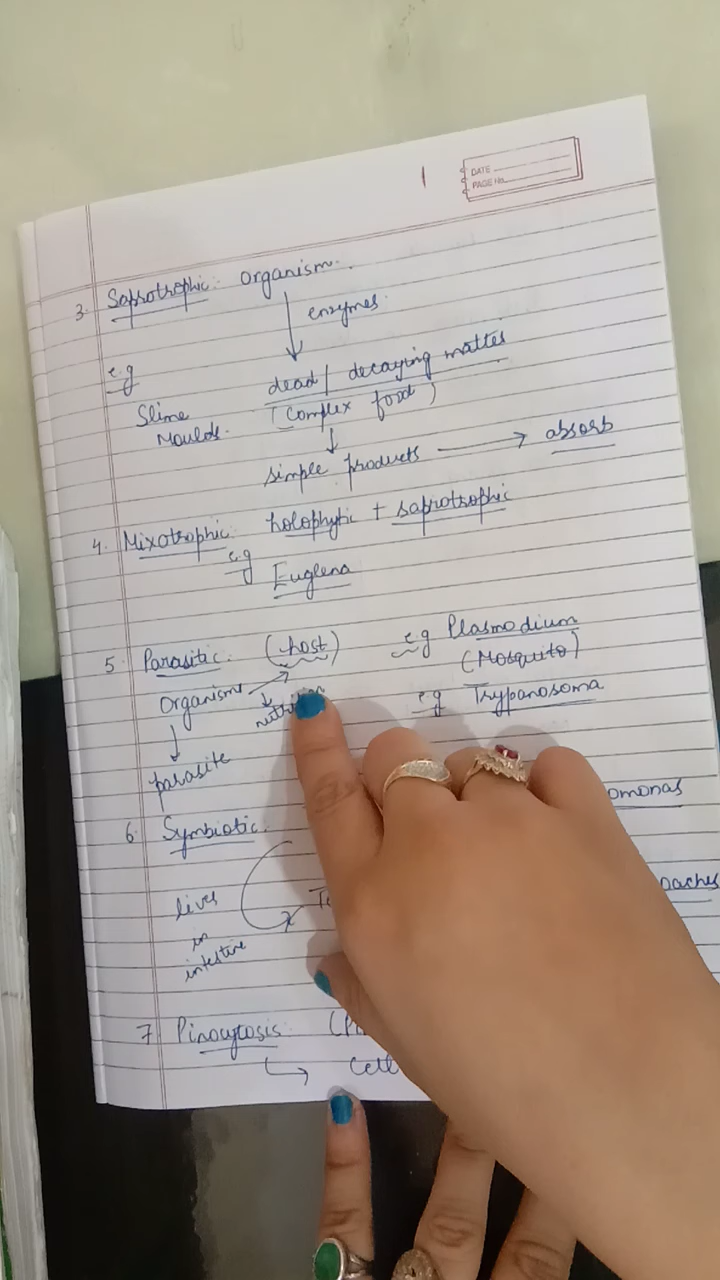 1
DATE
PAGE No.
3. Saprotrophic: organism.
enzymes.
e.g
dead / decaying matter
Slime (Complex food)
Moulds.
simple products → absorb
4. Mixotrophic: holophytic + saprotrophic
e.g
Euglena
5 Parasitic: (host) e.g Plasmodium
(Mosquito)
Organisms e.g Trypanosoma
parasite
6 Symbiotic: omonas
lives oaches
in
intestine
7 Pinocytosis:
↳ Cell